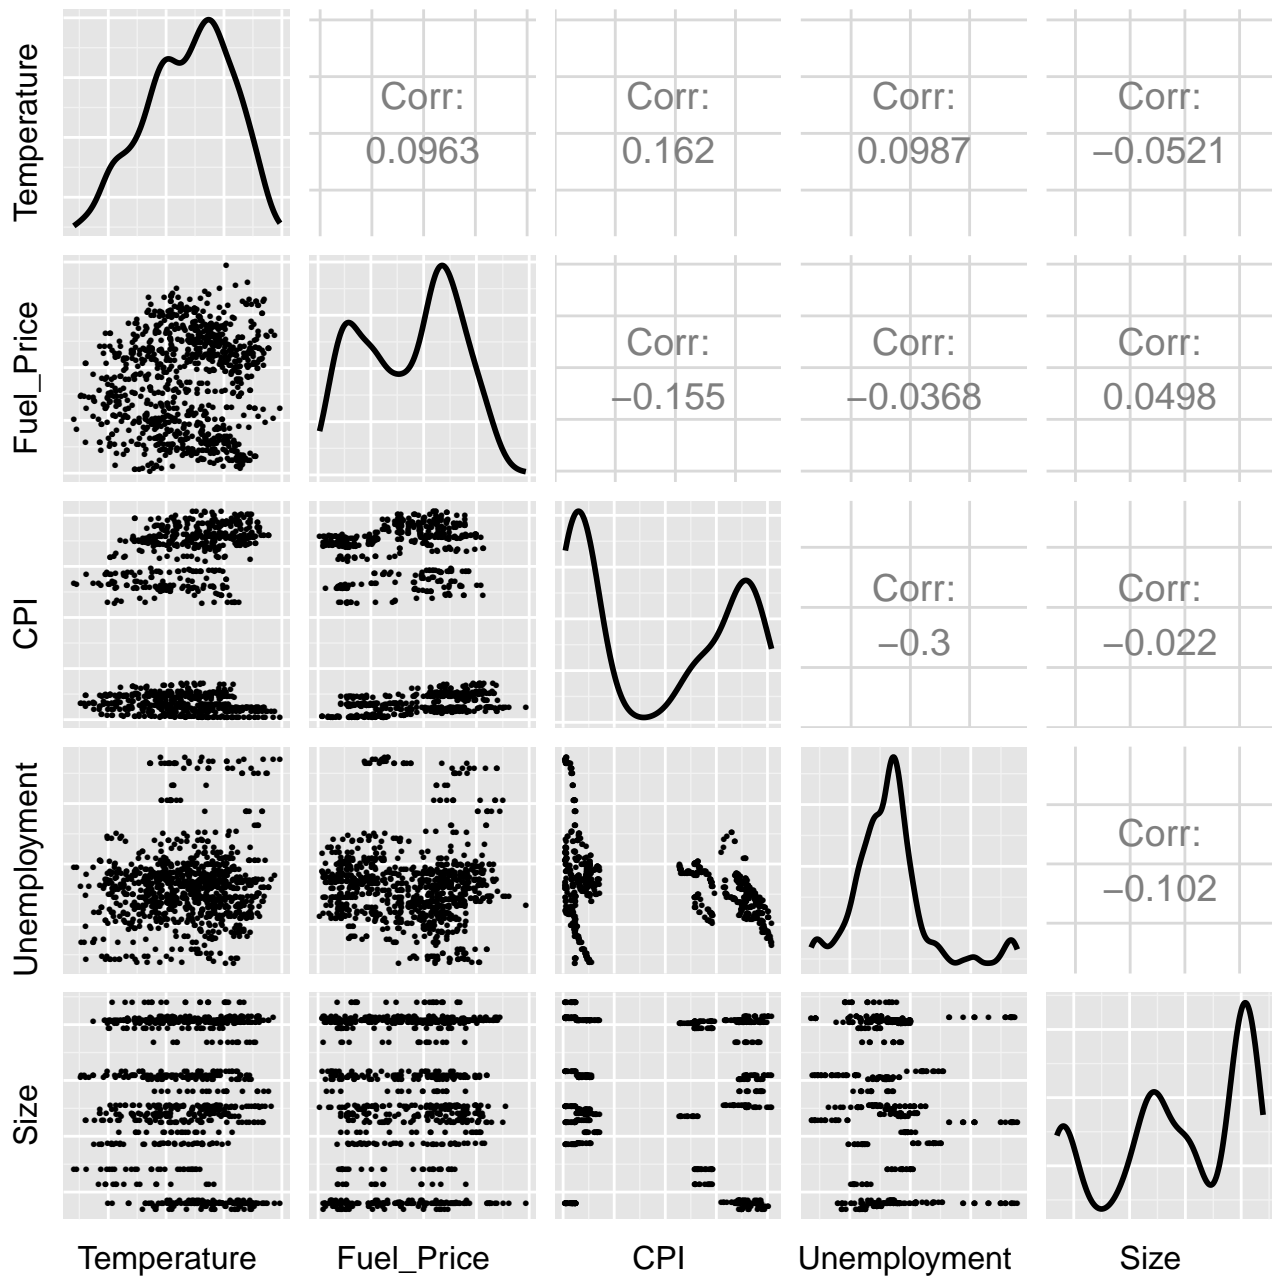 Temperature
Corr:
0.0963
Corr:
0.162
Corr:
0.0987
Corr:
−0.0521
Fuel_Price
Corr:
−0.155
Corr:
−0.0368
Corr:
0.0498
CPI
Corr:
−0.3
Corr:
−0.022
Unemployment
Corr:
−0.102
Size
Temperature
Fuel_Price
CPI
Unemployment
Size